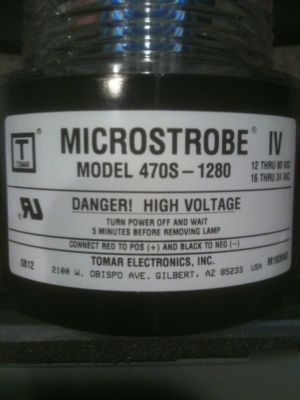 T
TOMAR
MICROSTROBE® IV
MODEL 470S-1280
12 THRU 80 VDC
16 THRU 24 VAC
DANGER! HIGH VOLTAGE
TURN POWER OFF AND WAIT
5 MINUTES BEFORE REMOVING LAMP
CONNECT RED TO POS (+) AND BLACK TO NEG (-)
0812
TOMAR ELECTRONICS, INC.
2100 W. OBISPO AVE. GILBERT, AZ 85233 USA